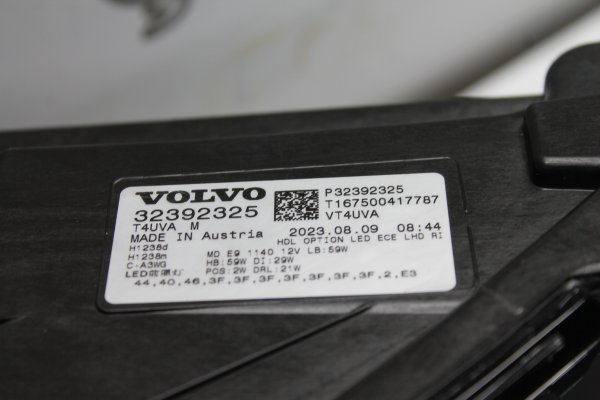 VOLVO
P32392325
32392325
T167500417787
T4UVA M
VT4UVA
MADE IN Austria
2023.08.09 08:44
H1238d
HDL OPTION LED ECE LHD RI
H1238m
MD E9 1140 12V LB:59W
C-A3WG
HB:59W DI:29W
LED前照灯
POS:2W DRL:21W
44,40,46,3F,3F,3F,3F,3F,3F,3F,2,E3